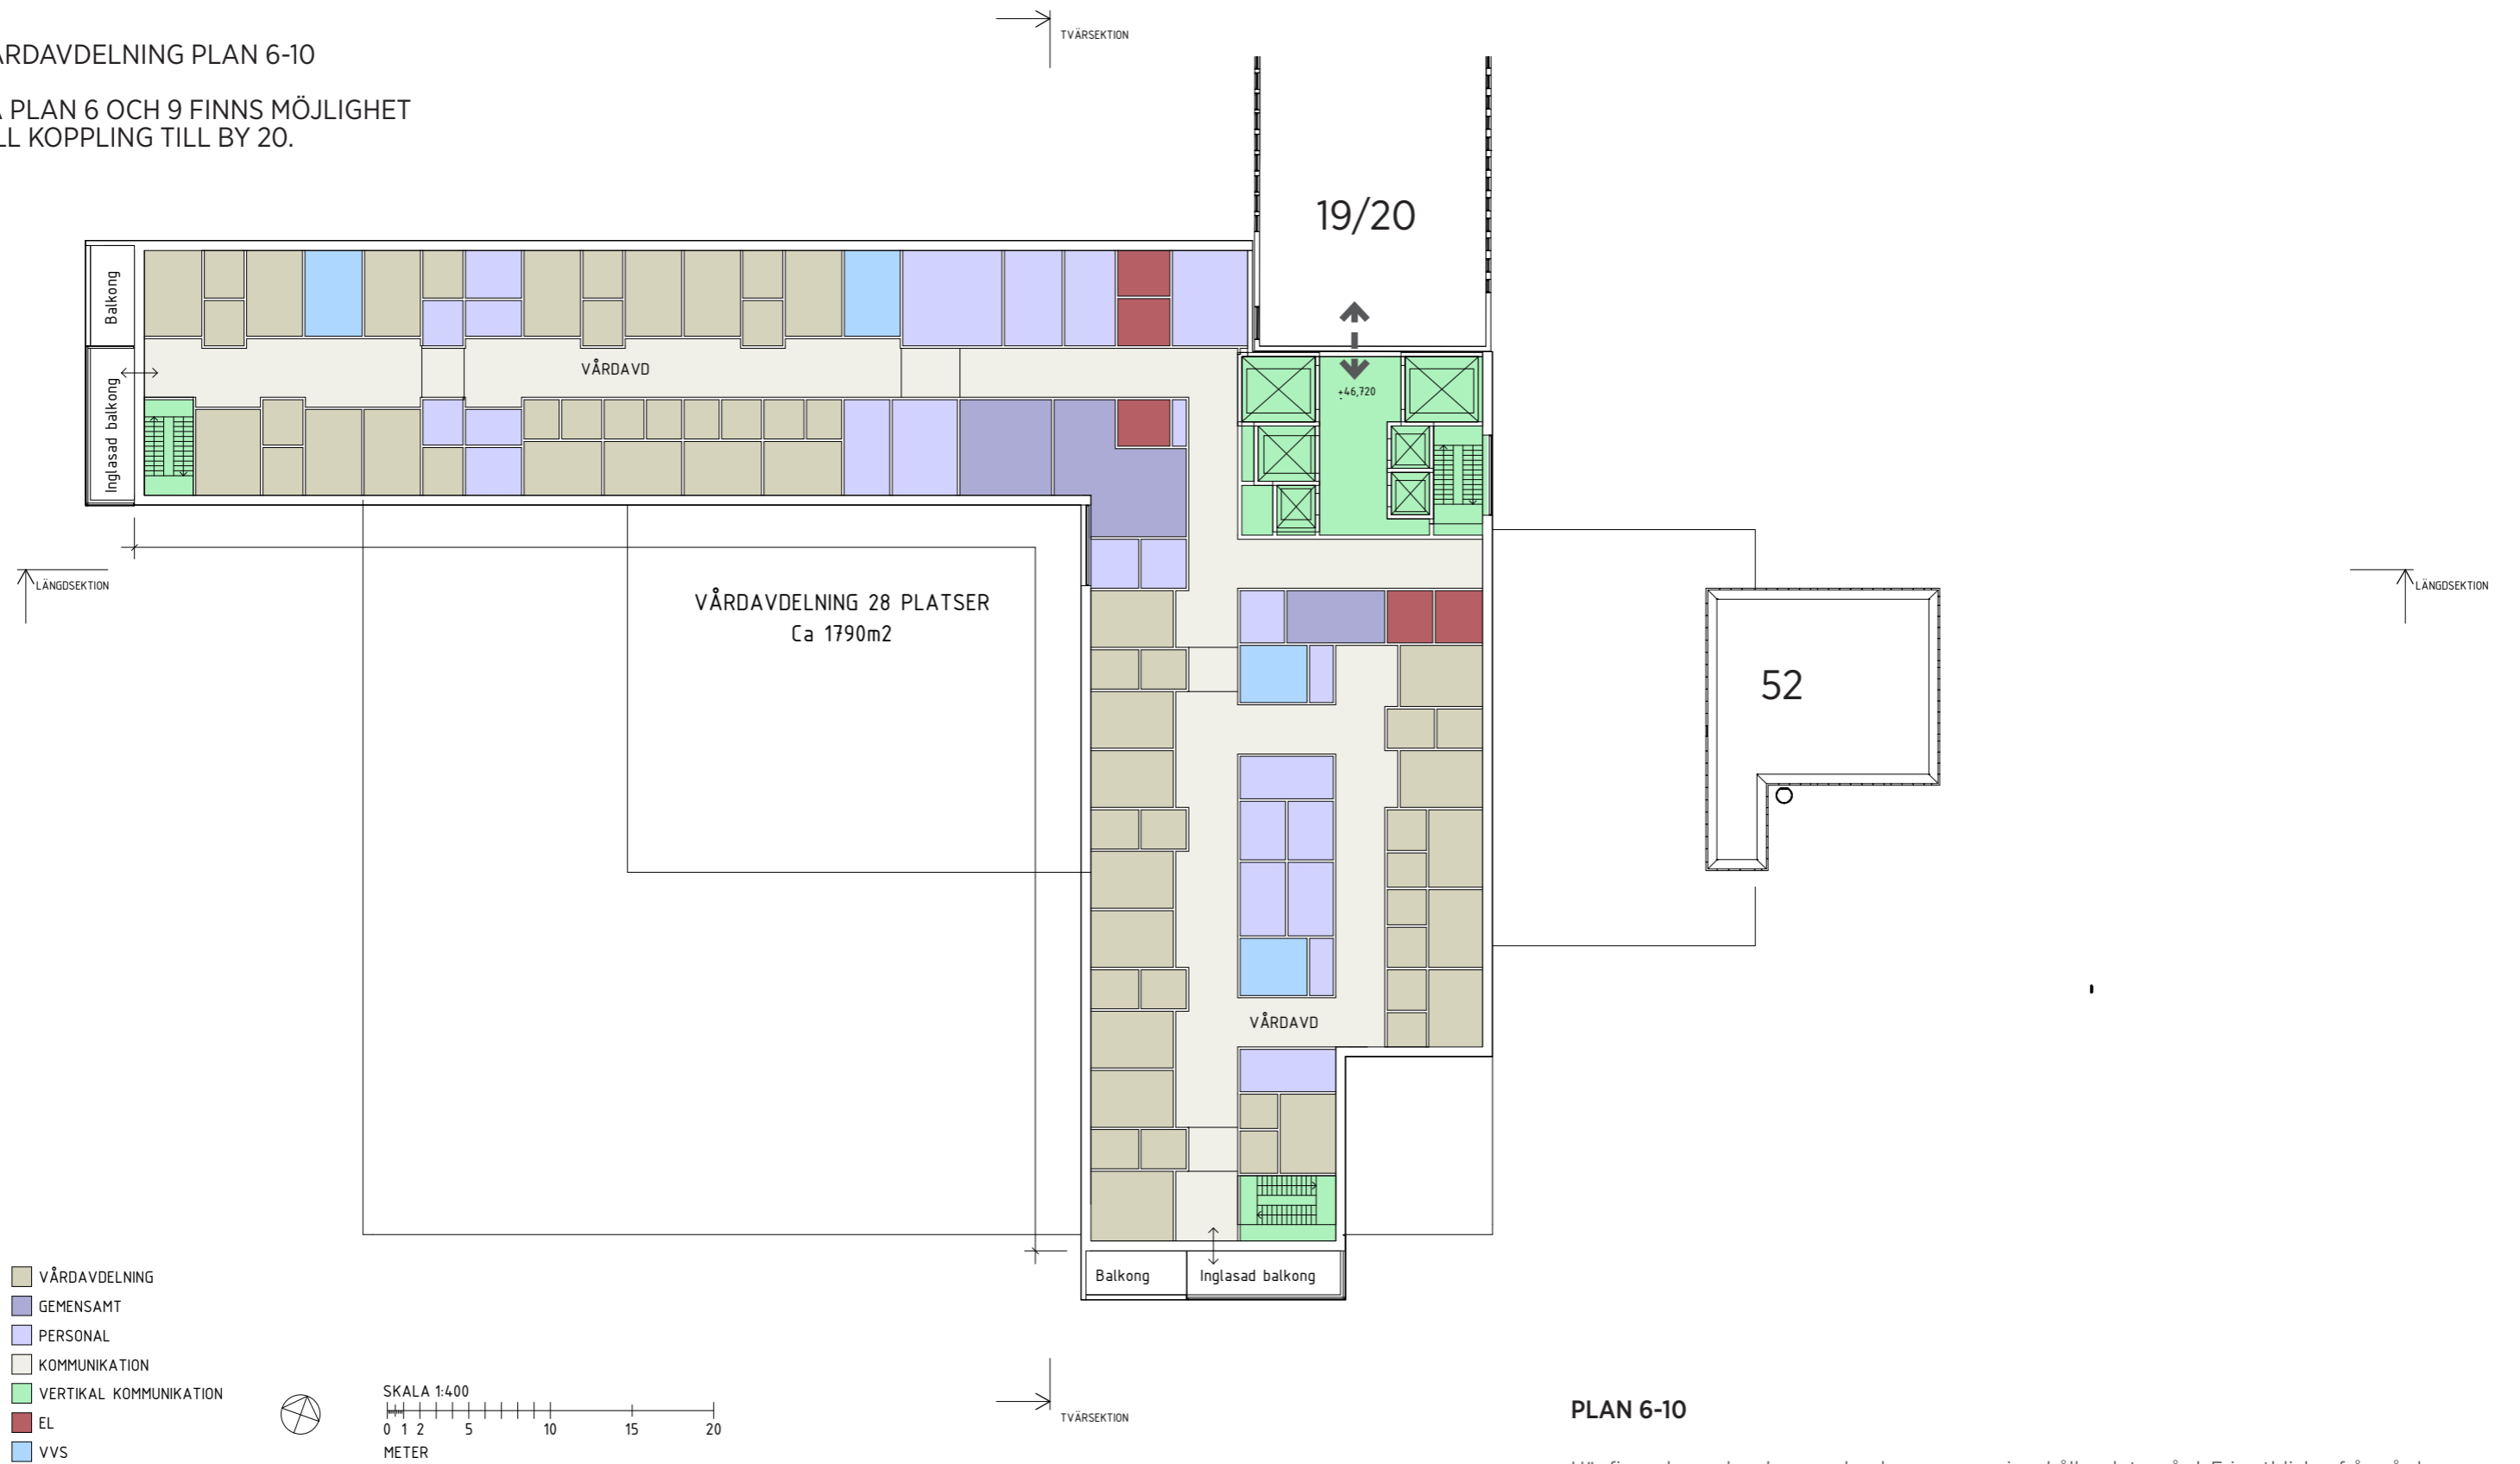 ÅRDAVDELNING PLAN 6-10
PLAN 6 OCH 9 FINNS MÖJLIGHET
LL KOPPLING TILL BY 20.
TVÄRSEKTION
19/20
+46,720
Balkong
Inglasad balkong
VÅRDAVD
LÄNGDSEKTION
VÅRDAVDELNING 28 PLATSER
Ca 1790m2
LÄNGDSEKTION
52
VÅRDAVD
Balkong
Inglasad balkong
VÅRDAVDELNING
GEMENSAMT
PERSONAL
KOMMUNIKATION
VERTIKAL KOMMUNIKATION
EL
VVS
SKALA 1:400
0 1 2 5 10 15 20
METER
TVÄRSEKTION
PLAN 6-10